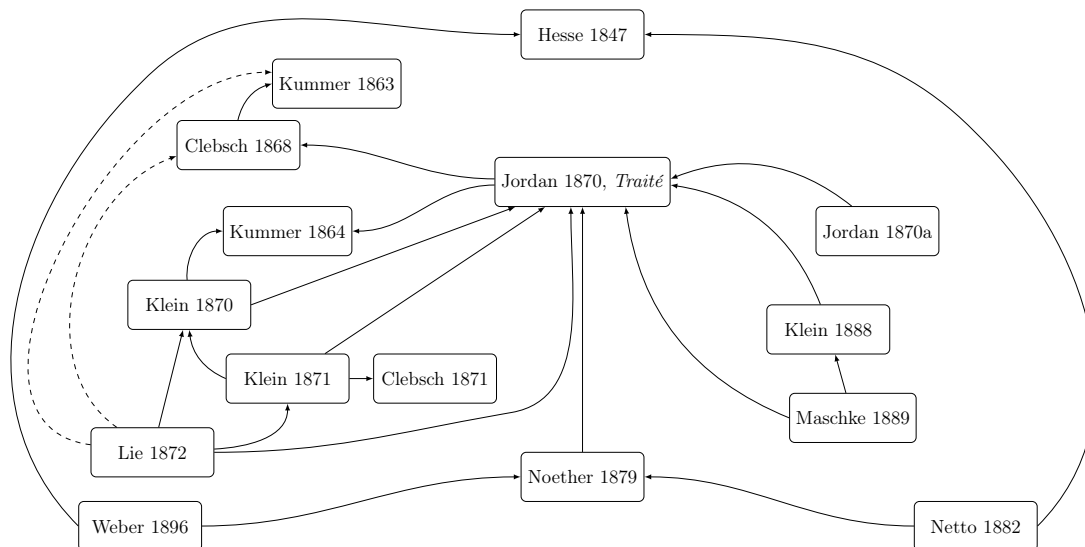 Hesse 1847
Kummer 1863
Clebsch 1868
Jordan 1870, Traité
Kummer 1864
Jordan 1870a
Klein 1870
Klein 1888
Klein 1871
Clebsch 1871
Maschke 1889
Lie 1872
Noether 1879
Weber 1896
Netto 1882